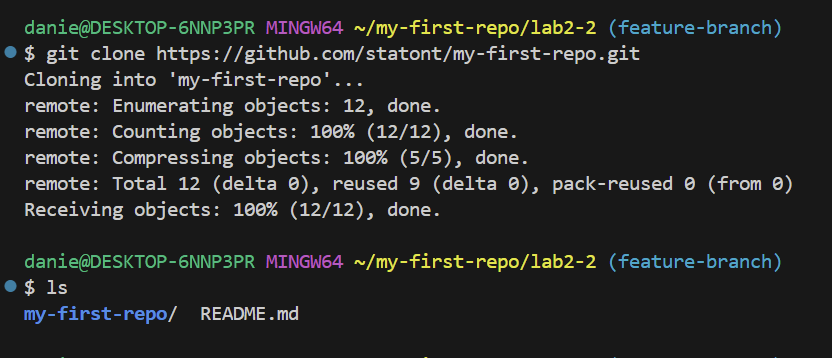 danie@DESKTOP-6NNP3PR MINGW64 ~/my-first-repo/lab2-2 (feature-branch)
$ git clone https://github.com/statont/my-first-repo.git
Cloning into 'my-first-repo'...
remote: Enumerating objects: 12, done.
remote: Counting objects: 100% (12/12), done.
remote: Compressing objects: 100% (5/5), done.
remote: Total 12 (delta 0), reused 9 (delta 0), pack-reused 0 (from 0)
Receiving objects: 100% (12/12), done.
danie@DESKTOP-6NNP3PR MINGW64 ~/my-first-repo/lab2-2 (feature-branch)
$ ls
my-first-repo/  README.md